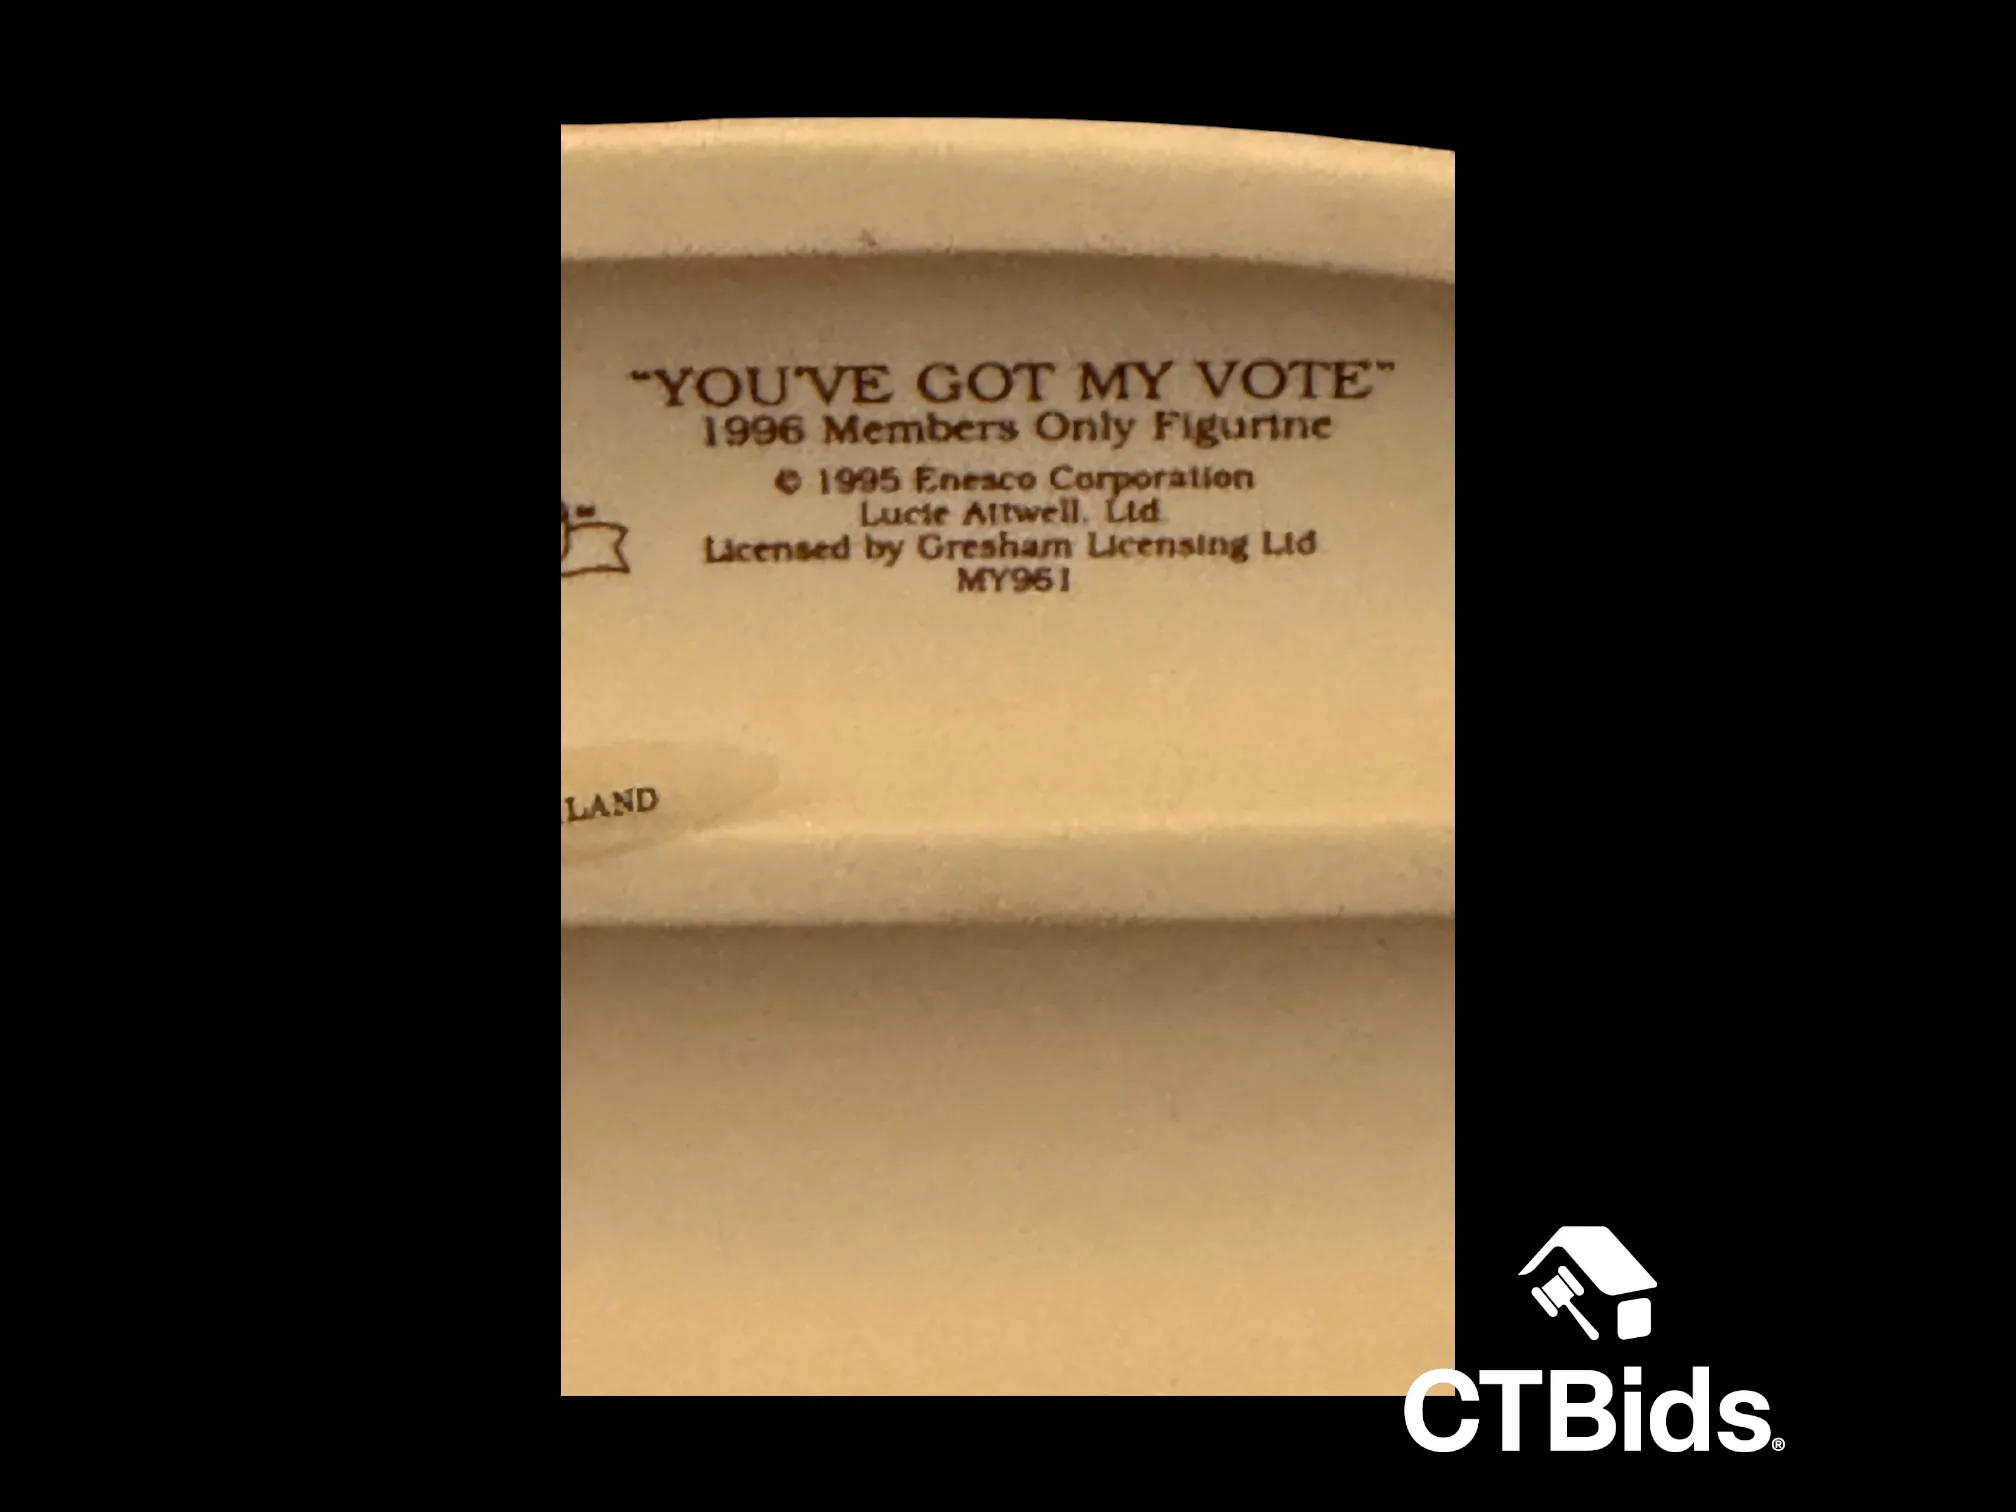 "YOU'VE GOT MY VOTE"
1996 Members Only Figurine
© 1995 Enesco Corporation
Lucie Attwell, Ltd
Licensed by Gresham Licensing Ltd
MY961
LAND
CTBids®